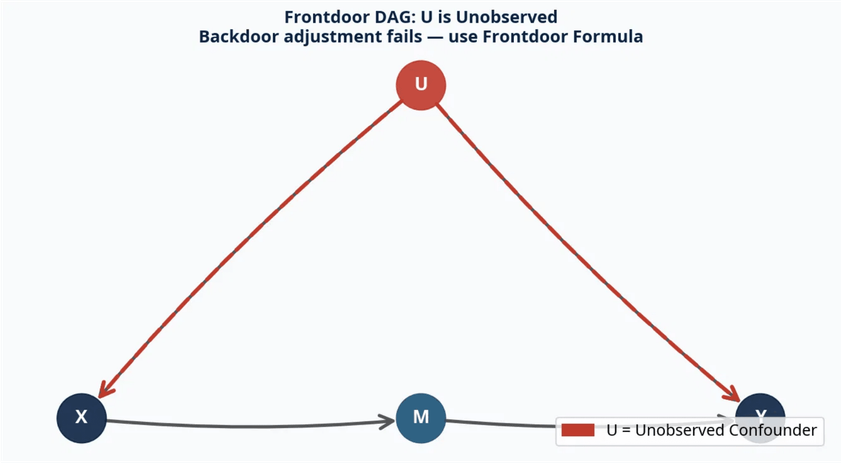 Frontdoor DAG: U is Unobserved
Backdoor adjustment fails — use Frontdoor Formula
U
X
M
Y
U = Unobserved Confounder